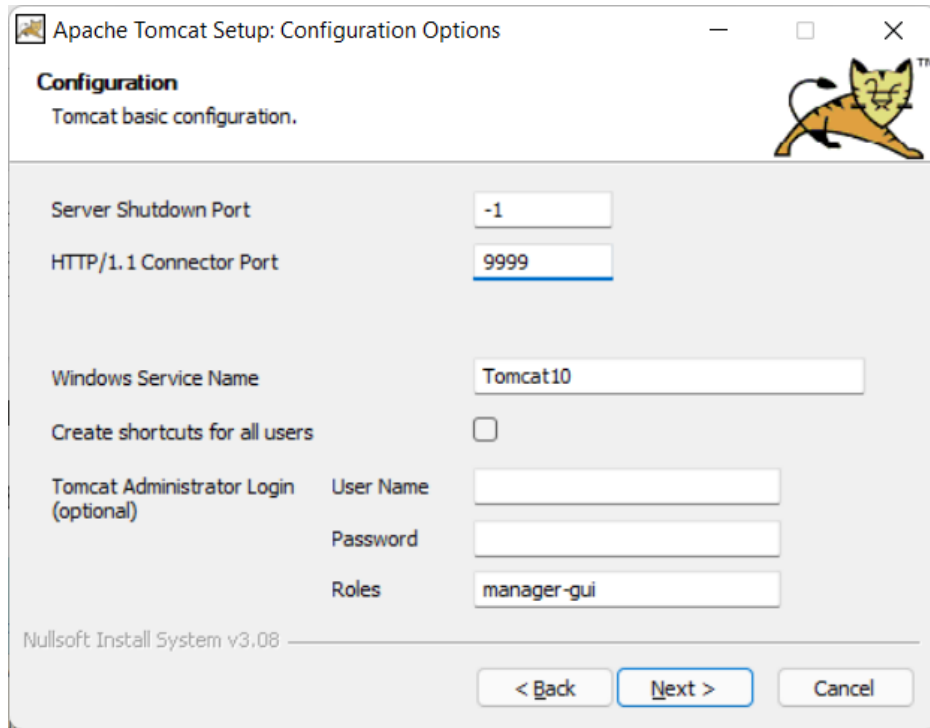 Apache Tomcat Setup: Configuration Options
Configuration
Tomcat basic configuration.
TM
Server Shutdown Port
-1
HTTP/1.1 Connector Port
9999
Windows Service Name
Tomcat10
Create shortcuts for all users
Tomcat Administrator Login
(optional)
User Name
Password
Roles
manager-gui
Nullsoft Install System v3.08
< Back
Next >
Cancel